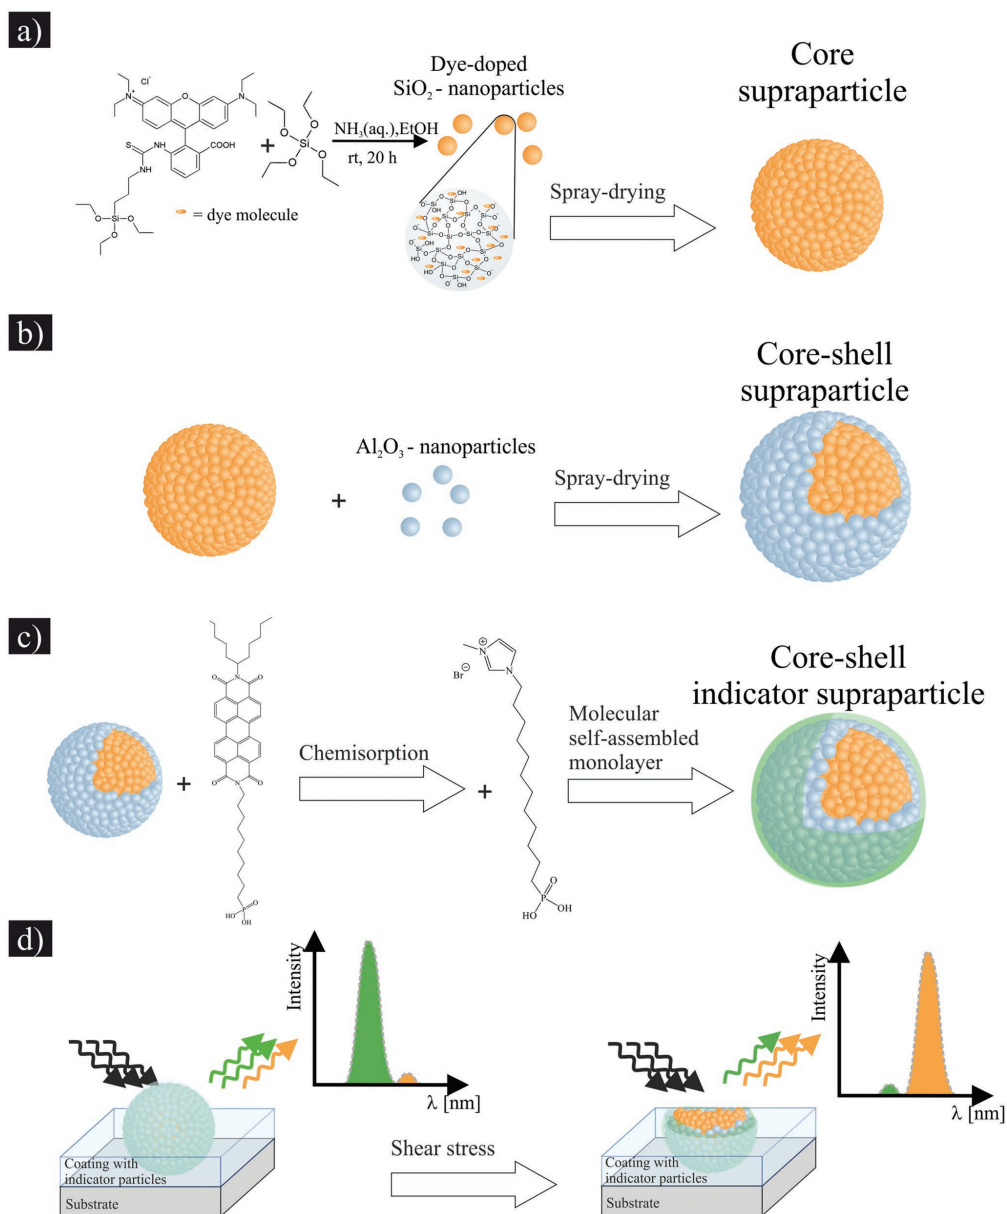 a)
Dye-doped
SiO₂ - nanoparticles
Core
supraparticle
N⁺
Cl⁻
O
N
S
NH
COOH
NH
Si
O
O
O
+
O
O
Si
O
O
NH₃(aq.),EtOH
rt, 20 h
= dye molecule
Spray-drying
b)
Core-shell
supraparticle
Al₂O₃ - nanoparticles
+
Spray-drying
c)
Core-shell
indicator supraparticle
+
O
N
O
O
N
O
P
O
HO
OH
Chemisorption
+
N
⊕
Br⊖
N
P
O
HO
OH
Molecular
self-assembled
monolayer
d)
Intensity
λ [nm]
Coating with
indicator particles
Substrate
Shear stress
Intensity
λ [nm]
Coating with
indicator particles
Substrate